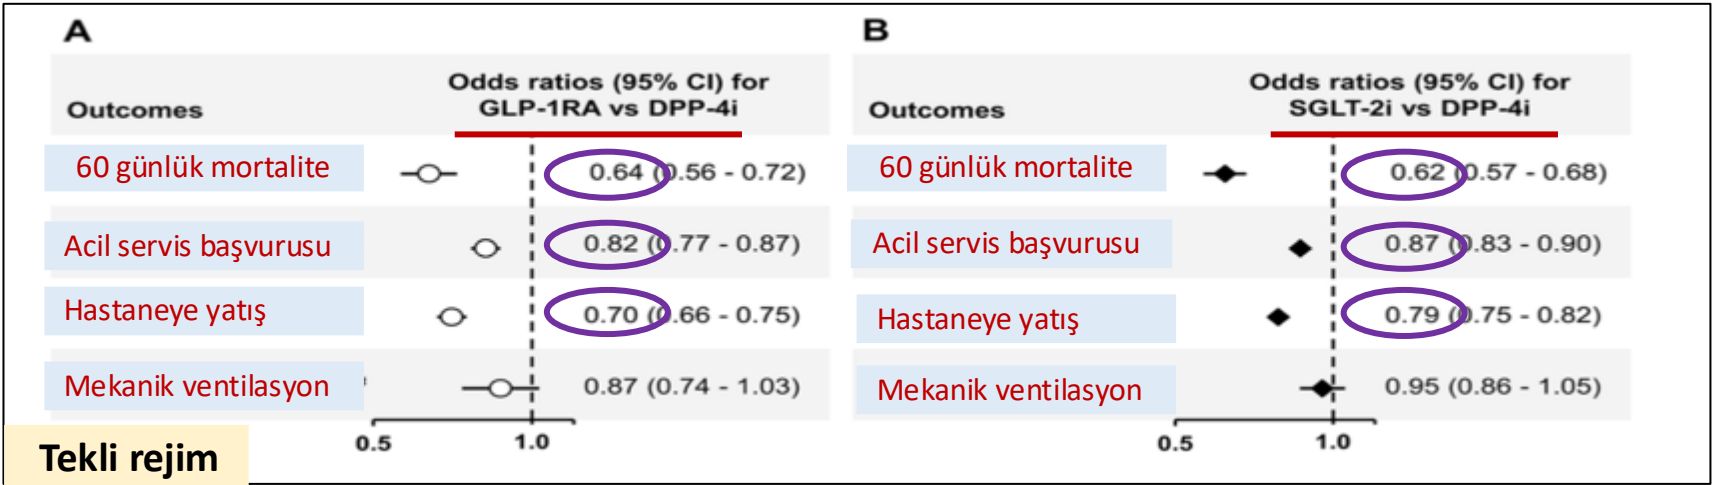 A
Outcomes
Odds ratios (95% CI) for
GLP-1RA vs DPP-4i
60 günlük mortalite
0.64 (0.56 - 0.72)
Acil servis başvurusu
0.82 (0.77 - 0.87)
Hastaneye yatış
0.70 (0.66 - 0.75)
Mekanik ventilasyon
0.87 (0.74 - 1.03)
0.5 1.0
B
Outcomes
Odds ratios (95% CI) for
SGLT-2i vs DPP-4i
60 günlük mortalite
0.62 (0.57 - 0.68)
Acil servis başvurusu
0.87 (0.83 - 0.90)
Hastaneye yatış
0.79 (0.75 - 0.82)
Mekanik ventilasyon
0.95 (0.86 - 1.05)
0.5 1.0
Tekli rejim